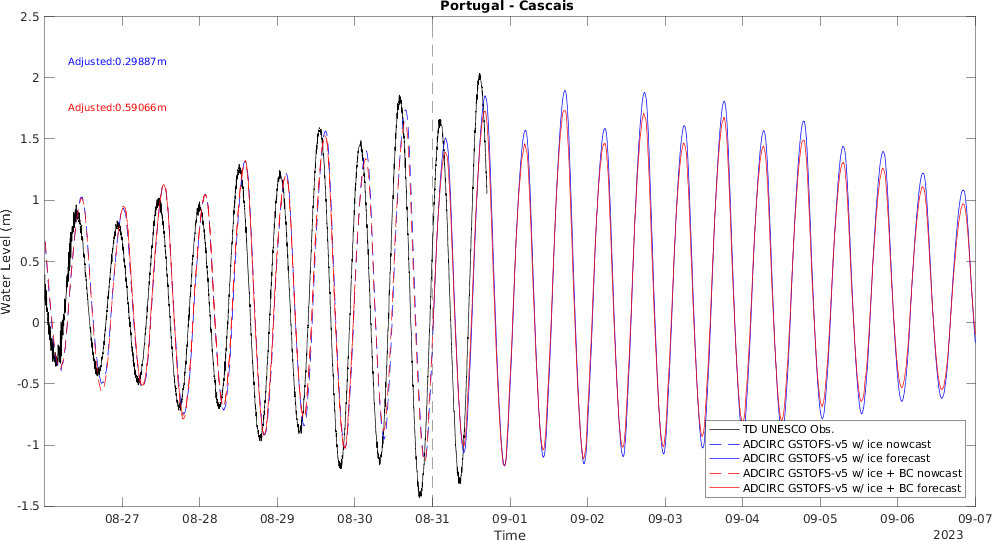 Portugal - Cascais
2.5
2
1.5
1
0.5
0
-0.5
-1
-1.5
Water Level (m)
Adjusted:0.29887m
Adjusted:0.59066m
TD UNESCO Obs.
ADCIRC GSTOFS-v5 w/ ice nowcast
ADCIRC GSTOFS-v5 w/ ice forecast
ADCIRC GSTOFS-v5 w/ ice + BC nowcast
ADCIRC GSTOFS-v5 w/ ice + BC forecast
08-27 08-28 08-29 08-30 08-31 09-01 09-02 09-03 09-04 09-05 09-06 09-07
Time
2023